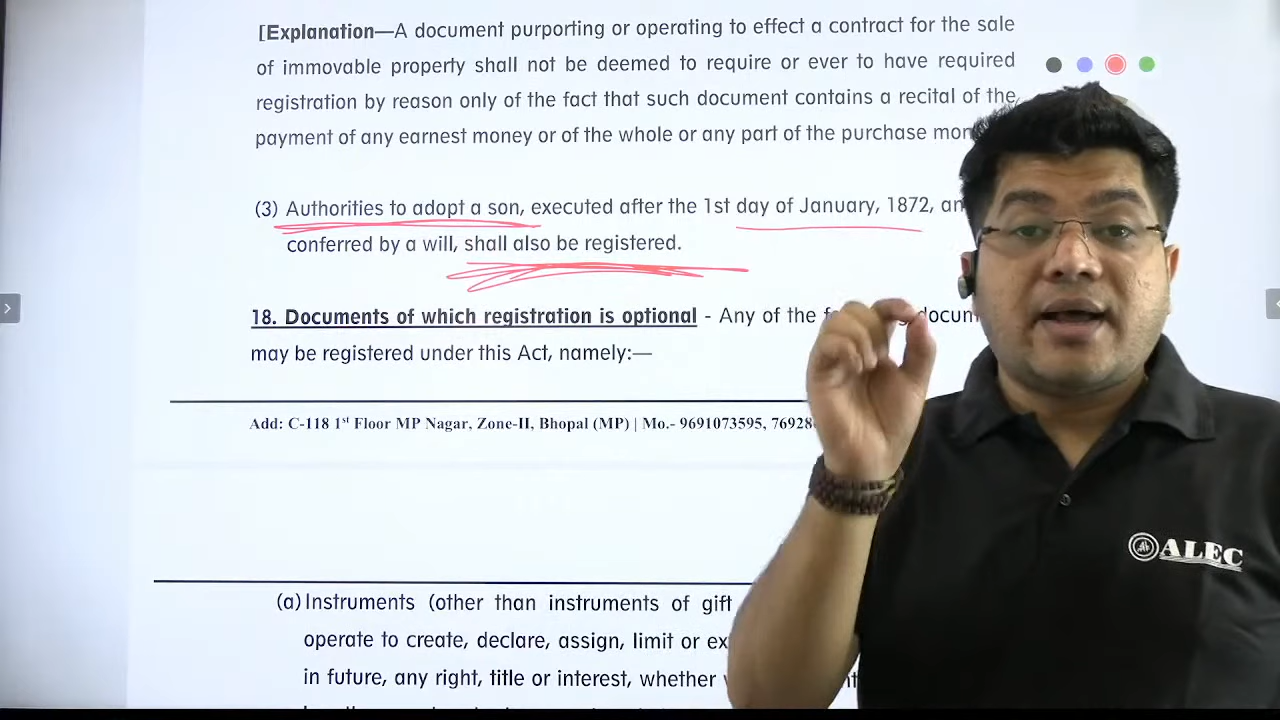 [Explanation—A document purporting or operating to effect a contract for the sale
of immovable property shall not be deemed to require or ever to have required
registration by reason only of the fact that such document contains a recital of the
payment of any earnest money or of the whole or any part of the purchase
(3) Authorities to adopt a son, executed after the 1st day of January, 1872,
conferred by a will, shall also be registered.
18. Documents of which registration is optional - Any of the
may be registered under this Act, namely:—
Add: C-118 1st Floor MP Nagar, Zone-II, Bhopal (MP) | Mo.- 9691073595,
ALEC
(a) Instruments (other than instruments of gift
operate to create, declare, assign, limit or
in future, any right, title or interest, whether